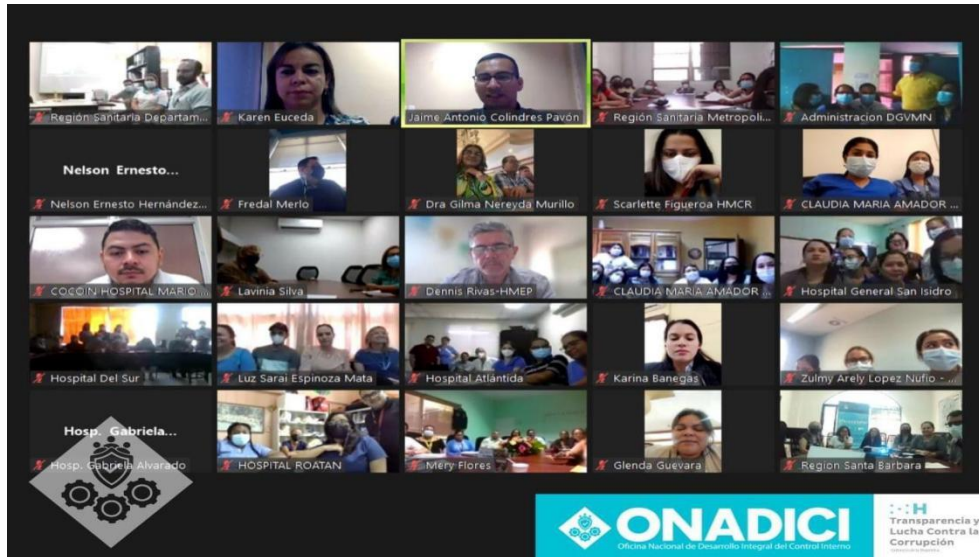 Región Sanitaria Departam...
Karen Euceda
Jaime Antonio Colindres Pavón
Región Sanitaria Metropoli...
Administracion DGVMN
Nelson Ernesto...
Nelson Ernesto Hernández...
Fredal Merlo
Dra Gilma Nereyda Murillo
Scarlette Figueroa HMCR
CLAUDIA MARIA AMADOR ...
COCOIN HOSPITAL MARIO ...
Lavinia Silva
Dennis Rivas-HMEP
CLAUDIA MARIA AMADOR ...
Hospital General San Isidro
Hospital Del Sur
Luz Sarai Espinoza Mata
Hospital Atlántida
Karina Banegas
Zulmy Arely Lopez Nuñio - ...
Hosp. Gabriela...
Hosp. Gabriela Alvarado
HOSPITAL ROATAN
Mery Flores
Glenda Guevara
Region Santa Barbara
ONADICI
Oficina Nacional de Desarrollo Integral del Control Interno
H
Transparencia y
Lucha Contra la
Corrupción